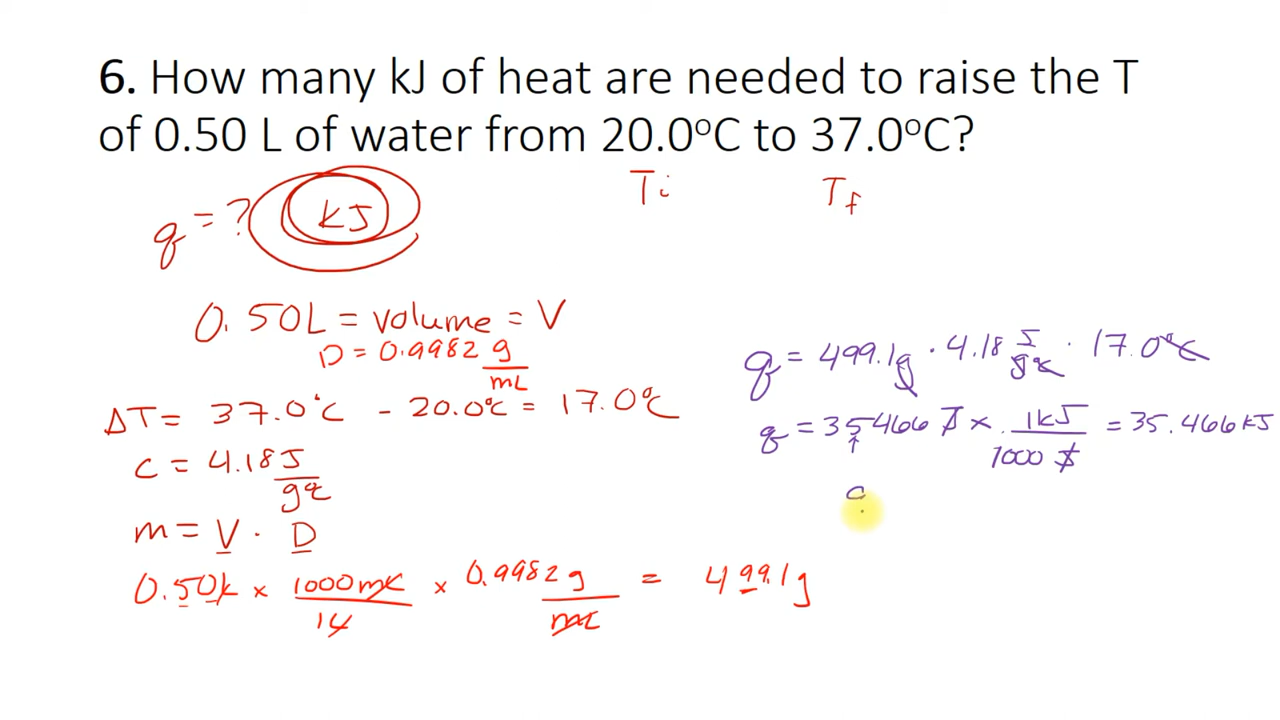 6. How many kJ of heat are needed to raise the T
of 0.50 L of water from 20.0°C to 37.0°C?
Ti Tf
q = ? kJ
0.50L = volume = V
D = 0.9982 g/mL
ΔT = 37.0°C - 20.0°C = 17.0°C
c = 4.18 J/g°C
m = V · D
0.50L × 1000mL/1L × 0.9982g/mL = 499.1g
q = 499.1g · 4.18 J/g°C · 17.0°C
q = 35466 J × 1kJ/1000 J = 35.466 kJ